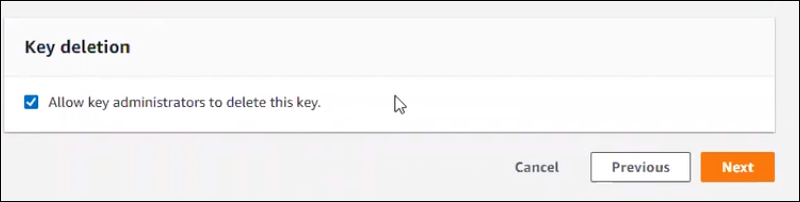 Key deletion
Allow key administrators to delete this key.
Cancel
Previous
Next